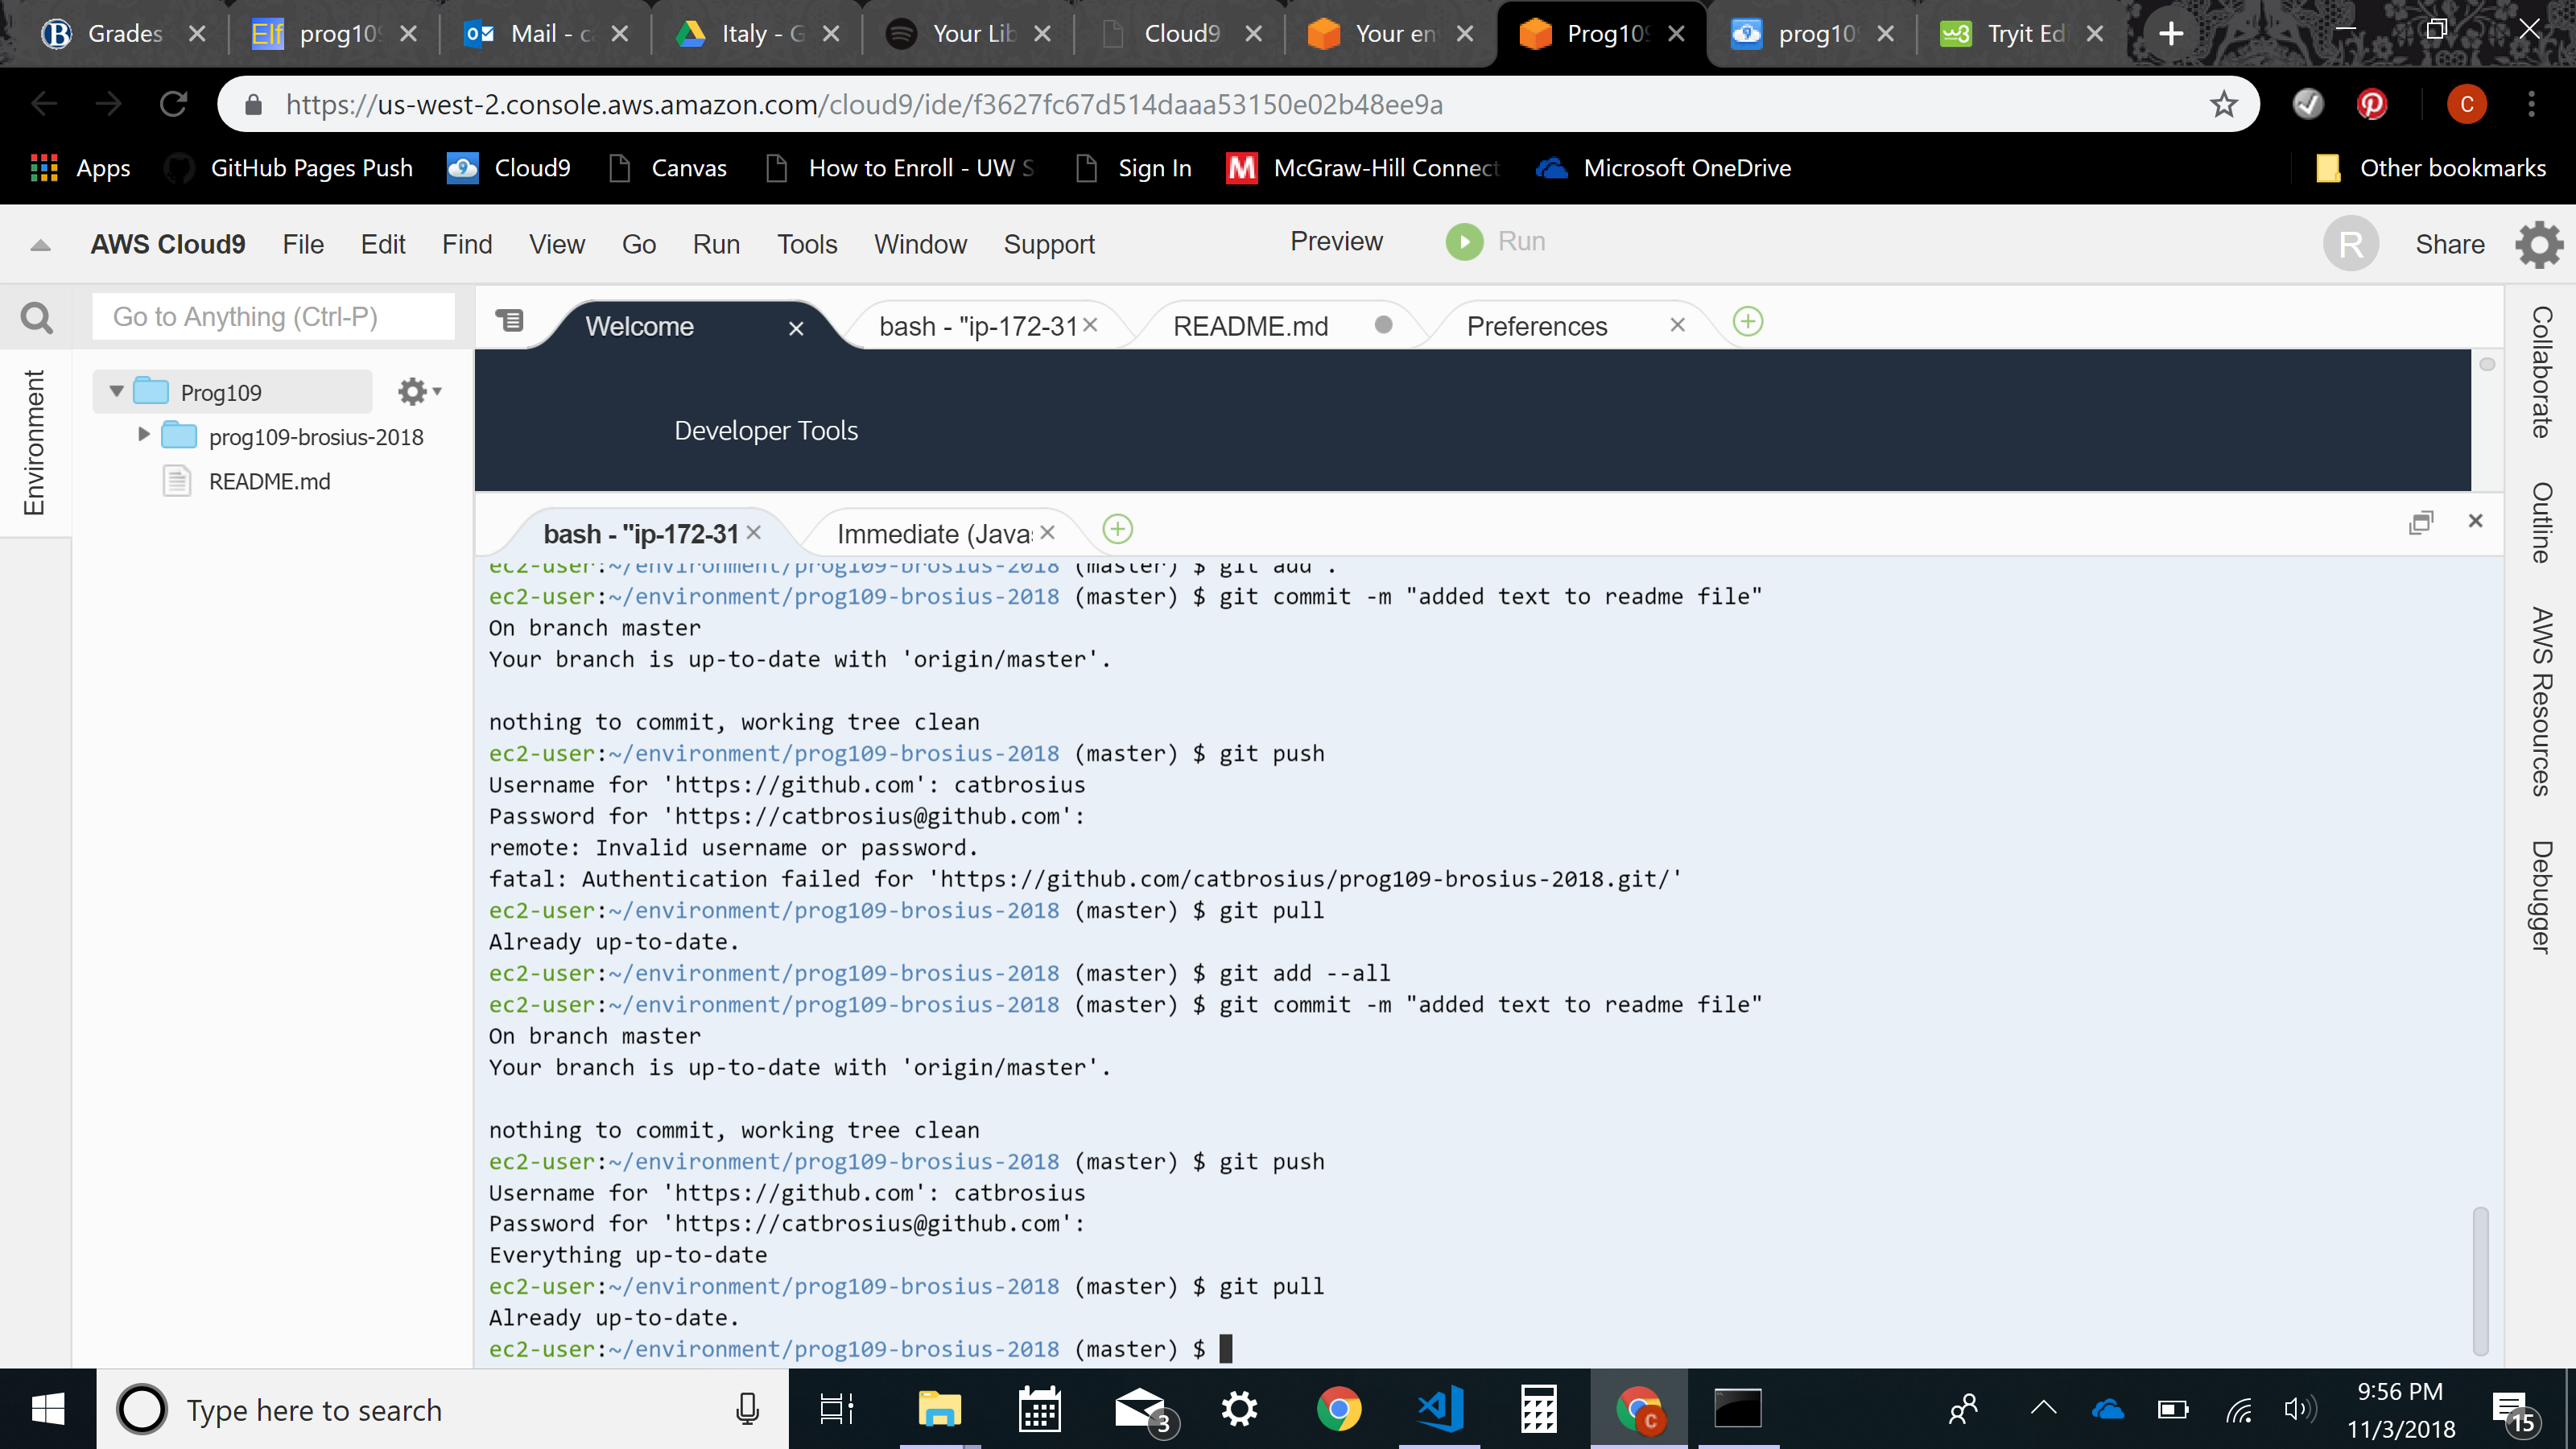 Grades
prog109
Mail - c
Italy - G
Your Lib
Cloud9
Your en
Prog109
prog109
Tryit Ed
https://us-west-2.console.aws.amazon.com/cloud9/ide/f3627fc67d514daaa53150e02b48ee9a
C
Apps
GitHub Pages Push
Cloud9
Canvas
How to Enroll - UW S
Sign In
McGraw-Hill Connect
Microsoft OneDrive
Other bookmarks
AWS Cloud9 File Edit Find View Go Run Tools Window Support Preview Run R Share
Go to Anything (Ctrl-P)
Welcome
bash - "ip-172-31
README.md
Preferences
Environment
Prog109
prog109-brosius-2018
README.md
Developer Tools
Collaborate
Outline
AWS Resources
Debugger
bash - "ip-172-31
Immediate (Java
ec2-user:~/environment/prog109-brosius-2018 (master) $ git add .
ec2-user:~/environment/prog109-brosius-2018 (master) $ git commit -m "added text to readme file"
On branch master
Your branch is up-to-date with 'origin/master'.
nothing to commit, working tree clean
ec2-user:~/environment/prog109-brosius-2018 (master) $ git push
Username for 'https://github.com': catbrosius
Password for 'https://catbrosius@github.com':
remote: Invalid username or password.
fatal: Authentication failed for 'https://github.com/catbrosius/prog109-brosius-2018.git/'
ec2-user:~/environment/prog109-brosius-2018 (master) $ git pull
Already up-to-date.
ec2-user:~/environment/prog109-brosius-2018 (master) $ git add --all
ec2-user:~/environment/prog109-brosius-2018 (master) $ git commit -m "added text to readme file"
On branch master
Your branch is up-to-date with 'origin/master'.
nothing to commit, working tree clean
ec2-user:~/environment/prog109-brosius-2018 (master) $ git push
Username for 'https://github.com': catbrosius
Password for 'https://catbrosius@github.com':
Everything up-to-date
ec2-user:~/environment/prog109-brosius-2018 (master) $ git pull
Already up-to-date.
ec2-user:~/environment/prog109-brosius-2018 (master) $
Type here to search
3
C
9:56 PM
11/3/2018
15